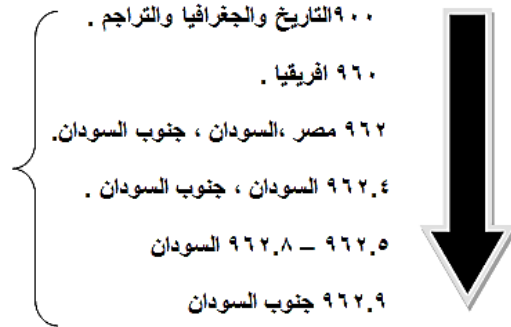 ٩٠٠التاريخ والجغرافيا والتراجم .
٩٦٠ افريقيا .
٩٦٢ مصر ،السودان ، جنوب السودان.
٩٦٢.٤ السودان ، جنوب السودان .
٩٦٢.٥ – ٩٦٢.٨ السودان
٩٦٢.٩ جنوب السودان